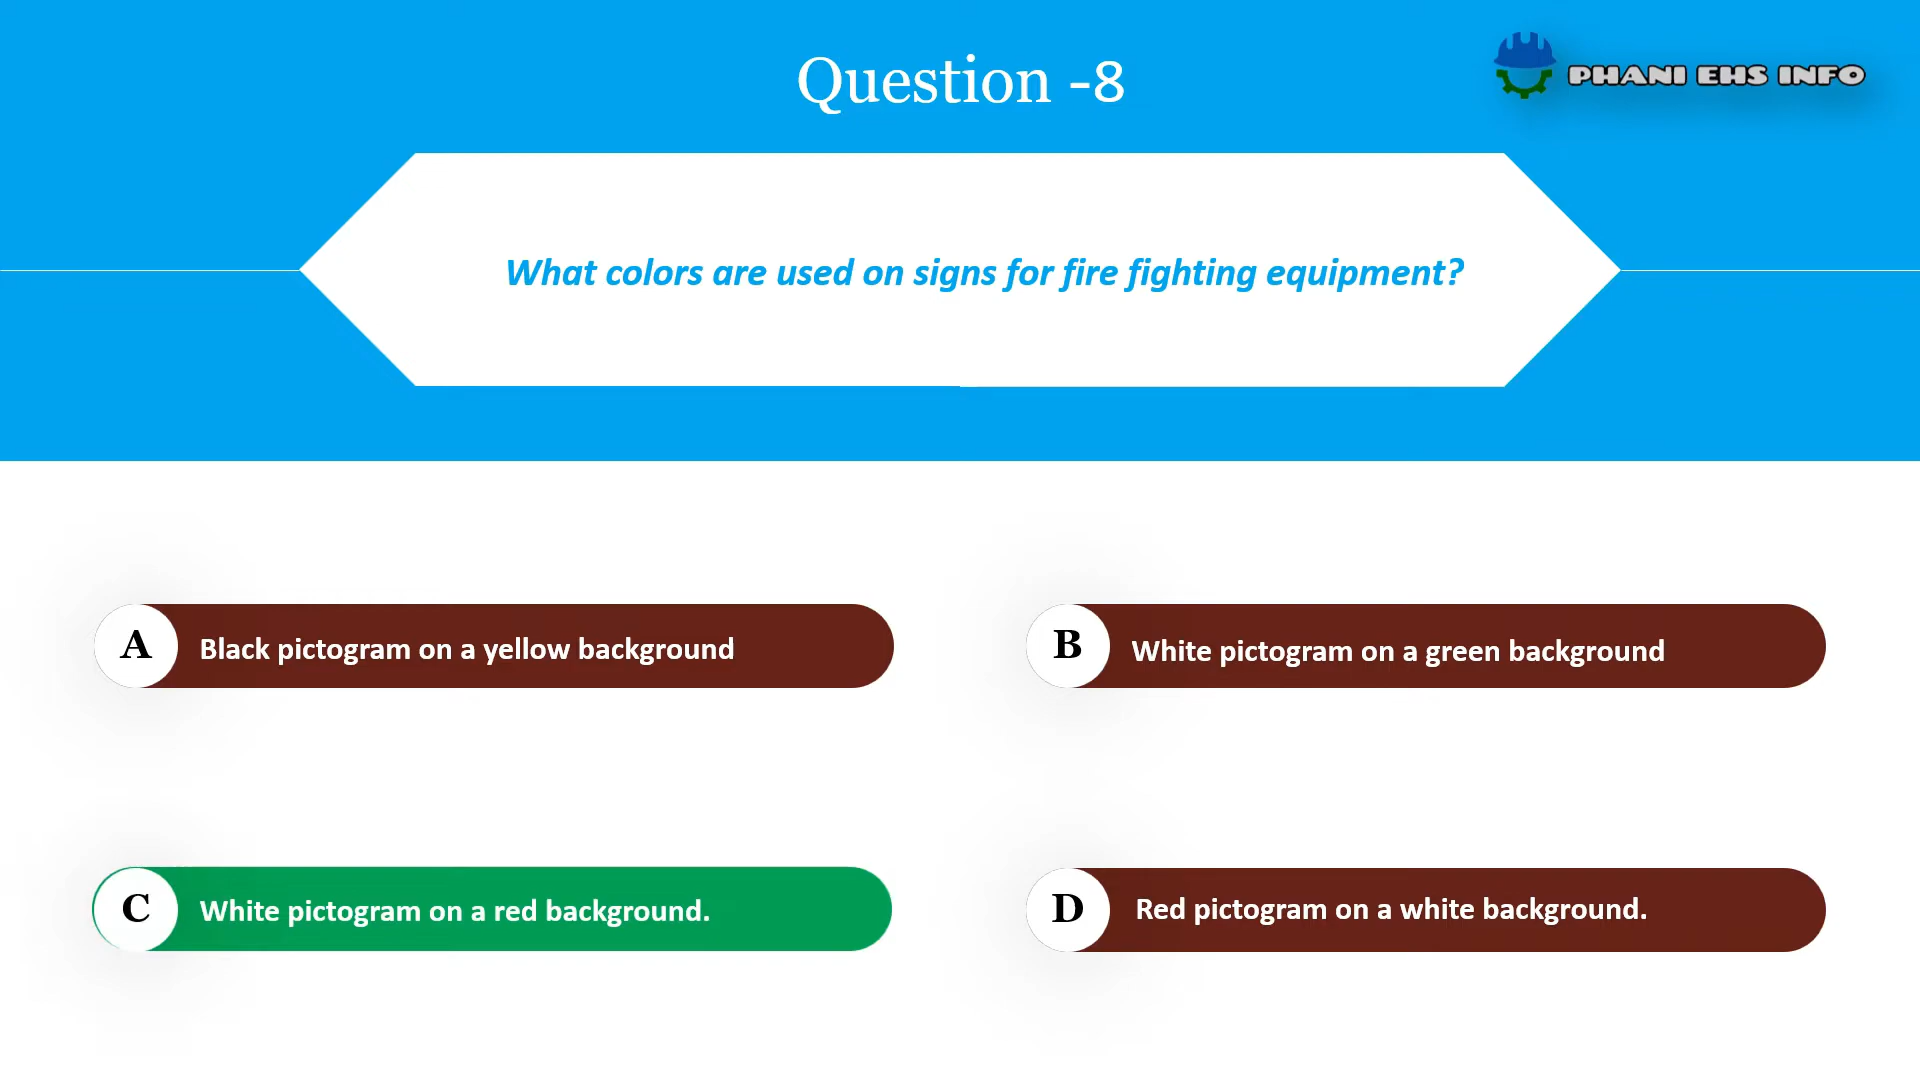 Question -8
PHANI EHS INFO
What colors are used on signs for fire fighting equipment?
A
Black pictogram on a yellow background
B
White pictogram on a green background
C
White pictogram on a red background.
D
Red pictogram on a white background.